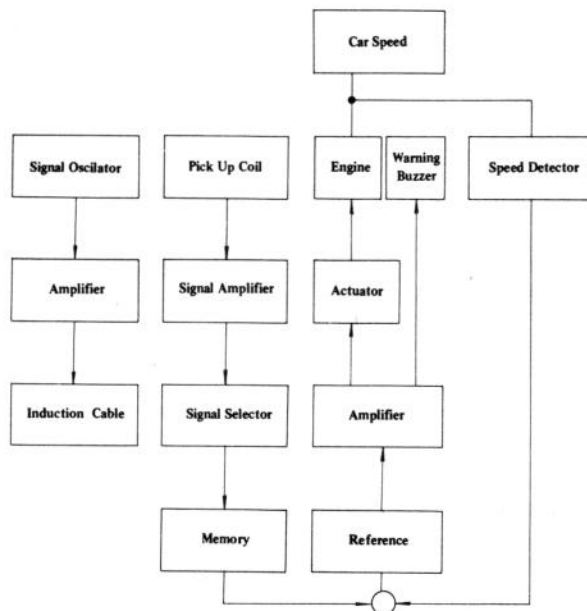 Car Speed
Signal Oscilator
Pick Up Coil
Engine
Warning
Buzzer
Speed Detector
Amplifier
Signal Amplifier
Actuator
Induction Cable
Signal Selector
Amplifier
Memory
Reference